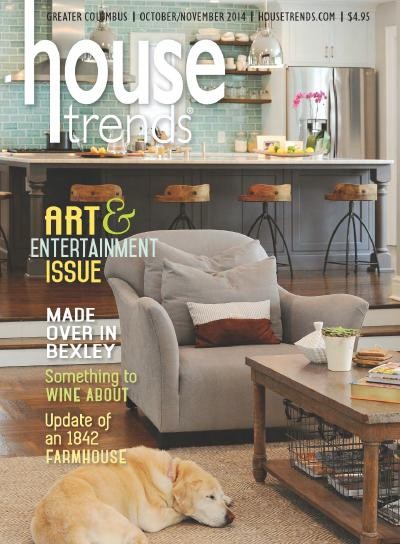 GREATER COLUMBUS | OCTOBER/NOVEMBER 2014 | HOUSETRENDS.COM | $4.95
house
trends®
ART &
ENTERTAINMENT
ISSUE
MADE
OVER IN
BEXLEY
Something to
WINE ABOUT
Update of
an 1842
FARMHOUSE